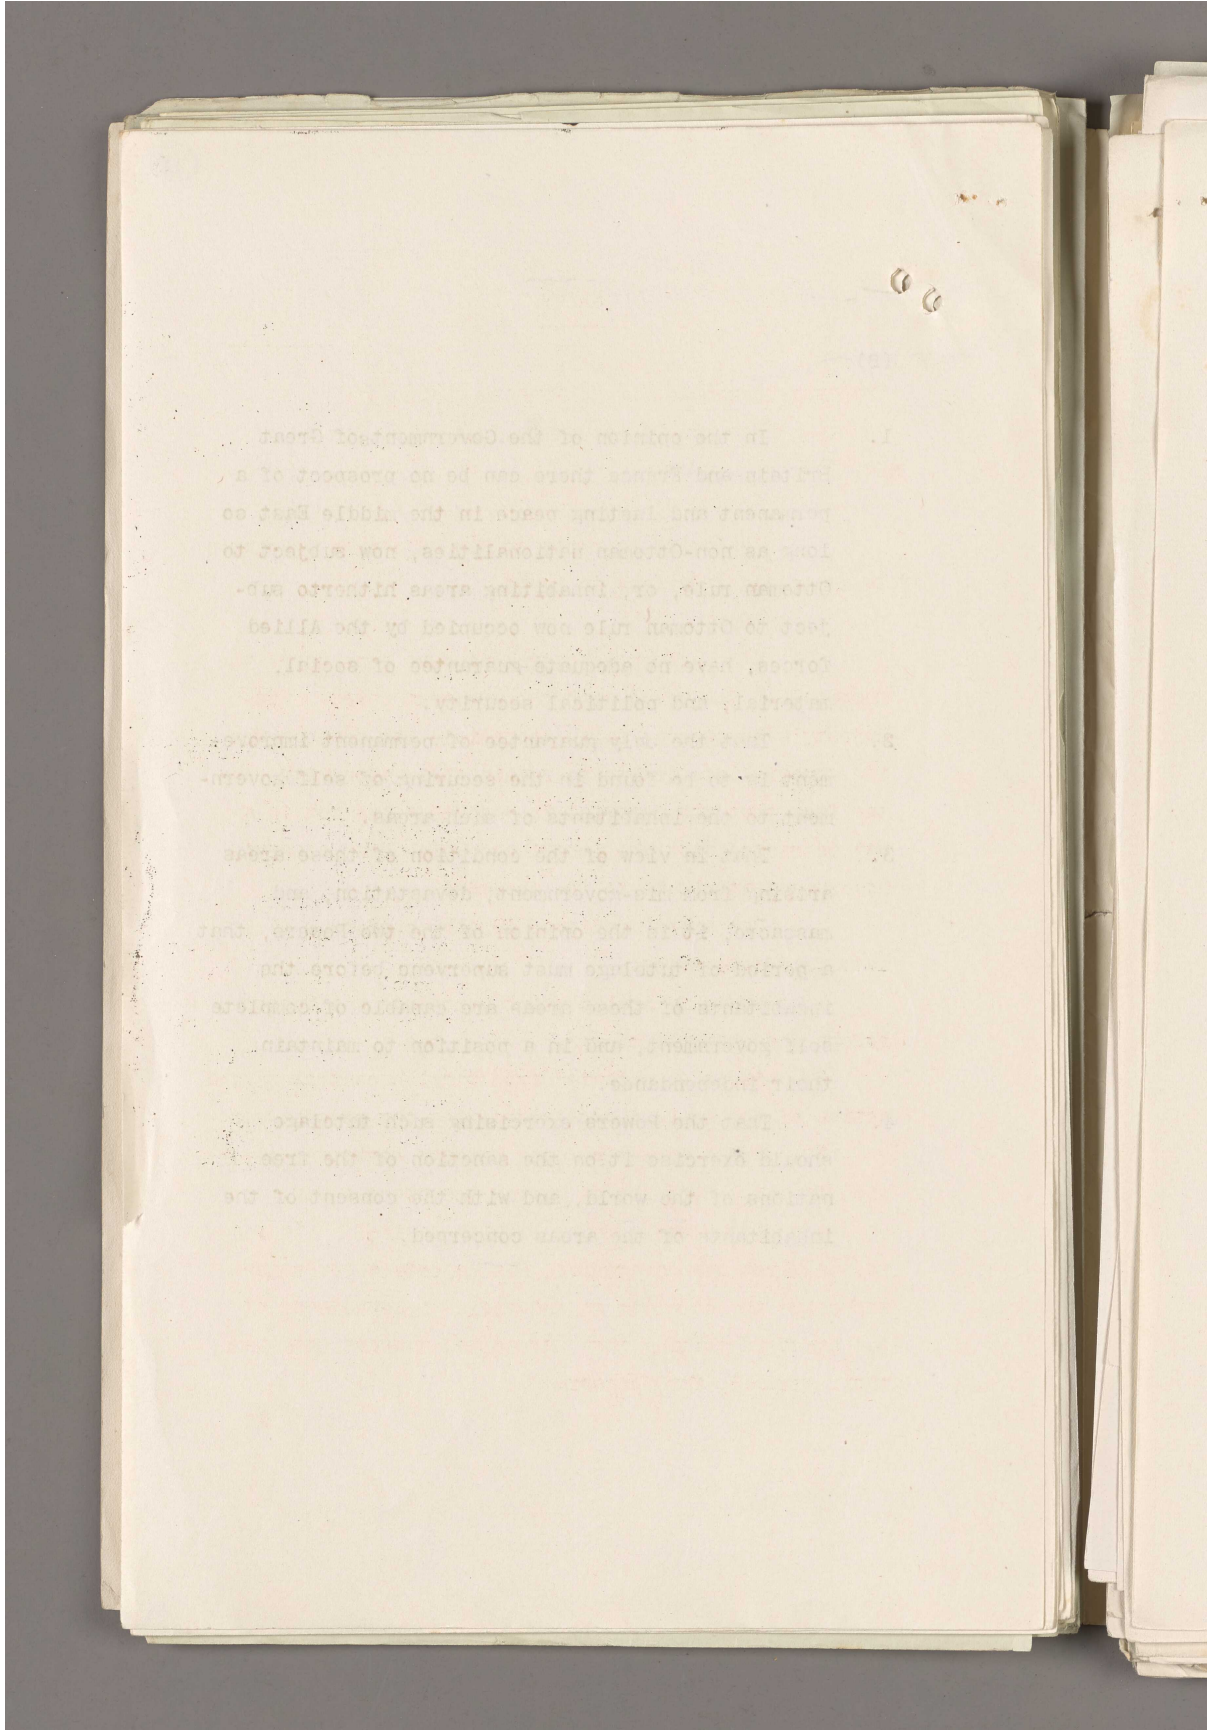 (2)
1. In the opinion of the Governments of Great
Britain and France there can be no prospect of a
permanent and lasting peace in the middle East so
long as non-Ottoman nationalities, now subject to
Ottoman rule, or, inhabiting areas hitherto sub-
ject to Ottoman rule now occupied by the Allied
forces, have no adequate guarantee of social,
material, and political security.
2. That the only guarantee of permanent improve-
ment is to be found in the securing of self govern-
ment to the inhabitants of such areas.
3. That in view of the condition of these areas
arising from mis-government, devastation, and
massacre, it is the opinion of the two Powers, that
a period of tutelage must supervene before the
inhabitants of these areas are capable of complete
self government, and in a position to maintain
their independence.
4. That the Powers exercising such tutelage
should exercise it on the sanction of the free
nations of the world, and with the consent of the
inhabitants of the areas concerned.